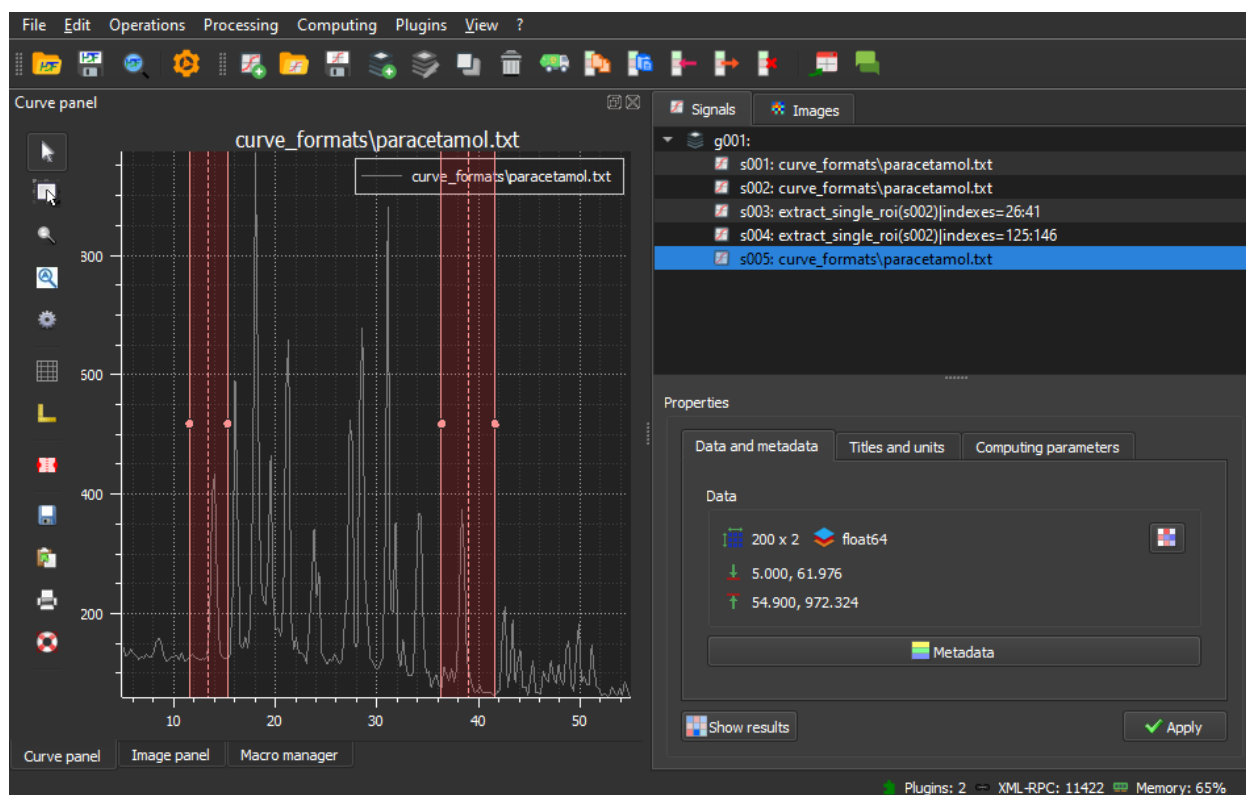 File Edit Operations Processing Computing Plugins View ?
Curve panel
curve_formats\paracetamol.txt
curve_formats\paracetamol.txt
800
600
400
200
10 20 30 40 50
Curve panel Image panel Macro manager
Signals Images
g001:
s001: curve_formats\paracetamol.txt
s002: curve_formats\paracetamol.txt
s003: extract_single_roi(s002)|indexes=26:41
s004: extract_single_roi(s002)|indexes=125:146
s005: curve_formats\paracetamol.txt
Properties
Data and metadata Titles and units Computing parameters
Data
200 x 2 float64
5.000, 61.976
54.900, 972.324
Metadata
Show results Apply
Plugins: 2 XML-RPC: 11422 Memory: 65%